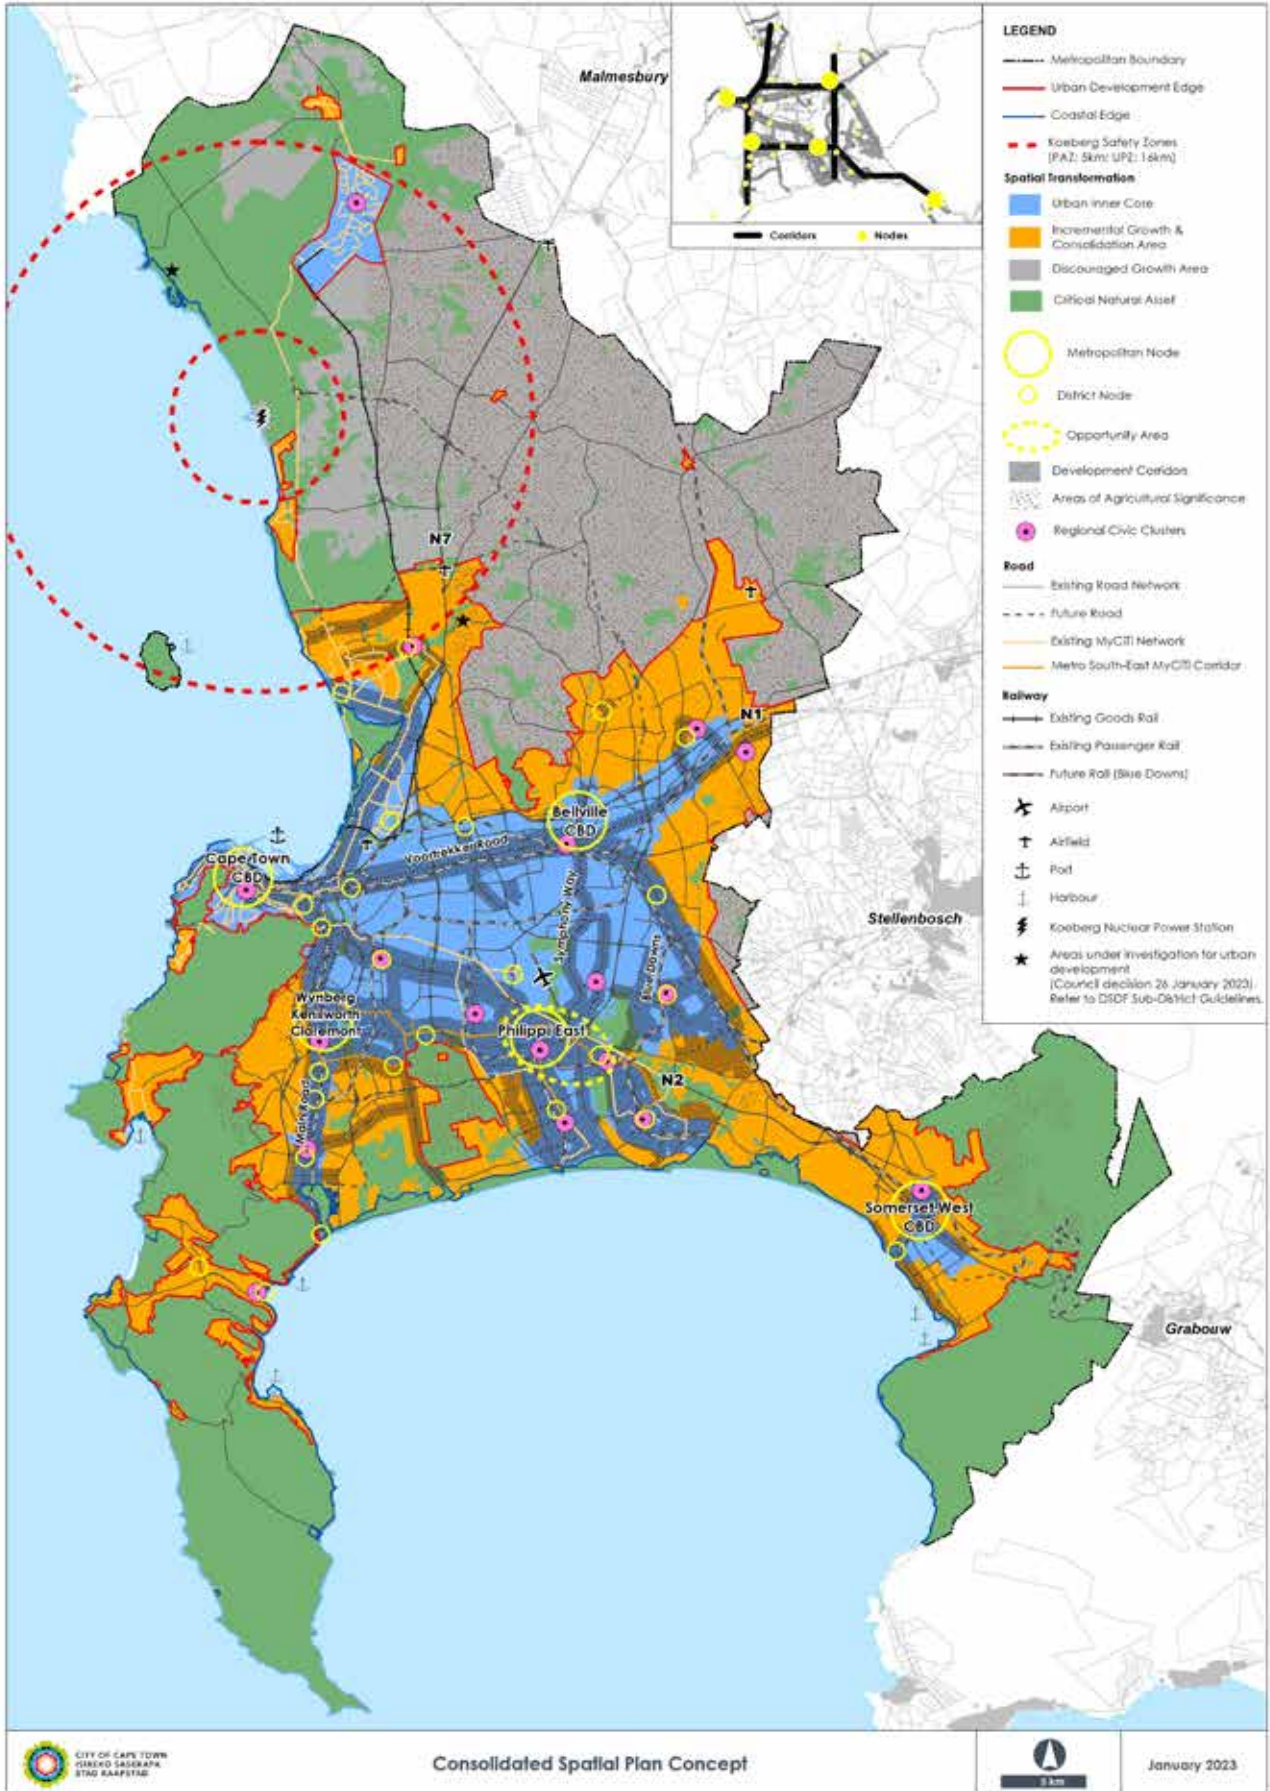 Malmesbury
Corridors
Nodes
LEGEND
Metropolitan Boundary
Urban Development Edge
Coastal Edge
Koeberg Safety Zones
(PAZ: 5km; UPZ: 16km)
Spatial Transformation
Urban Inner Core
Incremental Growth &
Consolidation Area
Discouraged Growth Area
Critical Natural Asset
Metropolitan Node
District Node
Opportunity Area
Development Corridors
Areas of Agricultural Significance
Regional Civic Clusters
Road
Existing Road Network
Future Road
Existing MyCiTi Network
Metro South-East MyCiTi Corridor
Railway
Existing Goods Rail
Existing Passenger Rail
Future Rail (Blue Downs)
Airport
Airfield
Port
Harbour
Koeberg Nuclear Power Station
Areas under investigation for urban
development
(Council decision 26 January 2023)
Refer to DSDF Sub-District Guidelines.
N7
N1
Bellville
CBD
Voortrekker Road
Cape Town
CBD
Symphony Way
Stellenbosch
Blue Downs
Wynberg
Kenilworth
Claremont
Philippi East
N2
Main Road
Somerset West
CBD
Grabouw
CITY OF CAPE TOWN
ISIXEKO SASEKAPA
STAD KAAPSTAD
Consolidated Spatial Plan Concept
5 km
January 2023